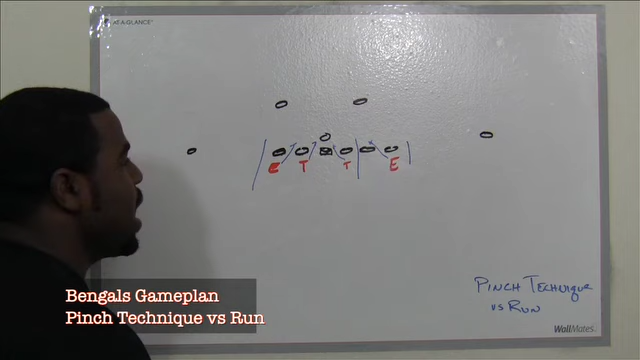 AT-A-GLANCE
E T T E
PINCH TECHNIQUE
VS RUN
WallMates.
Bengals Gameplan
Pinch Technique vs Run